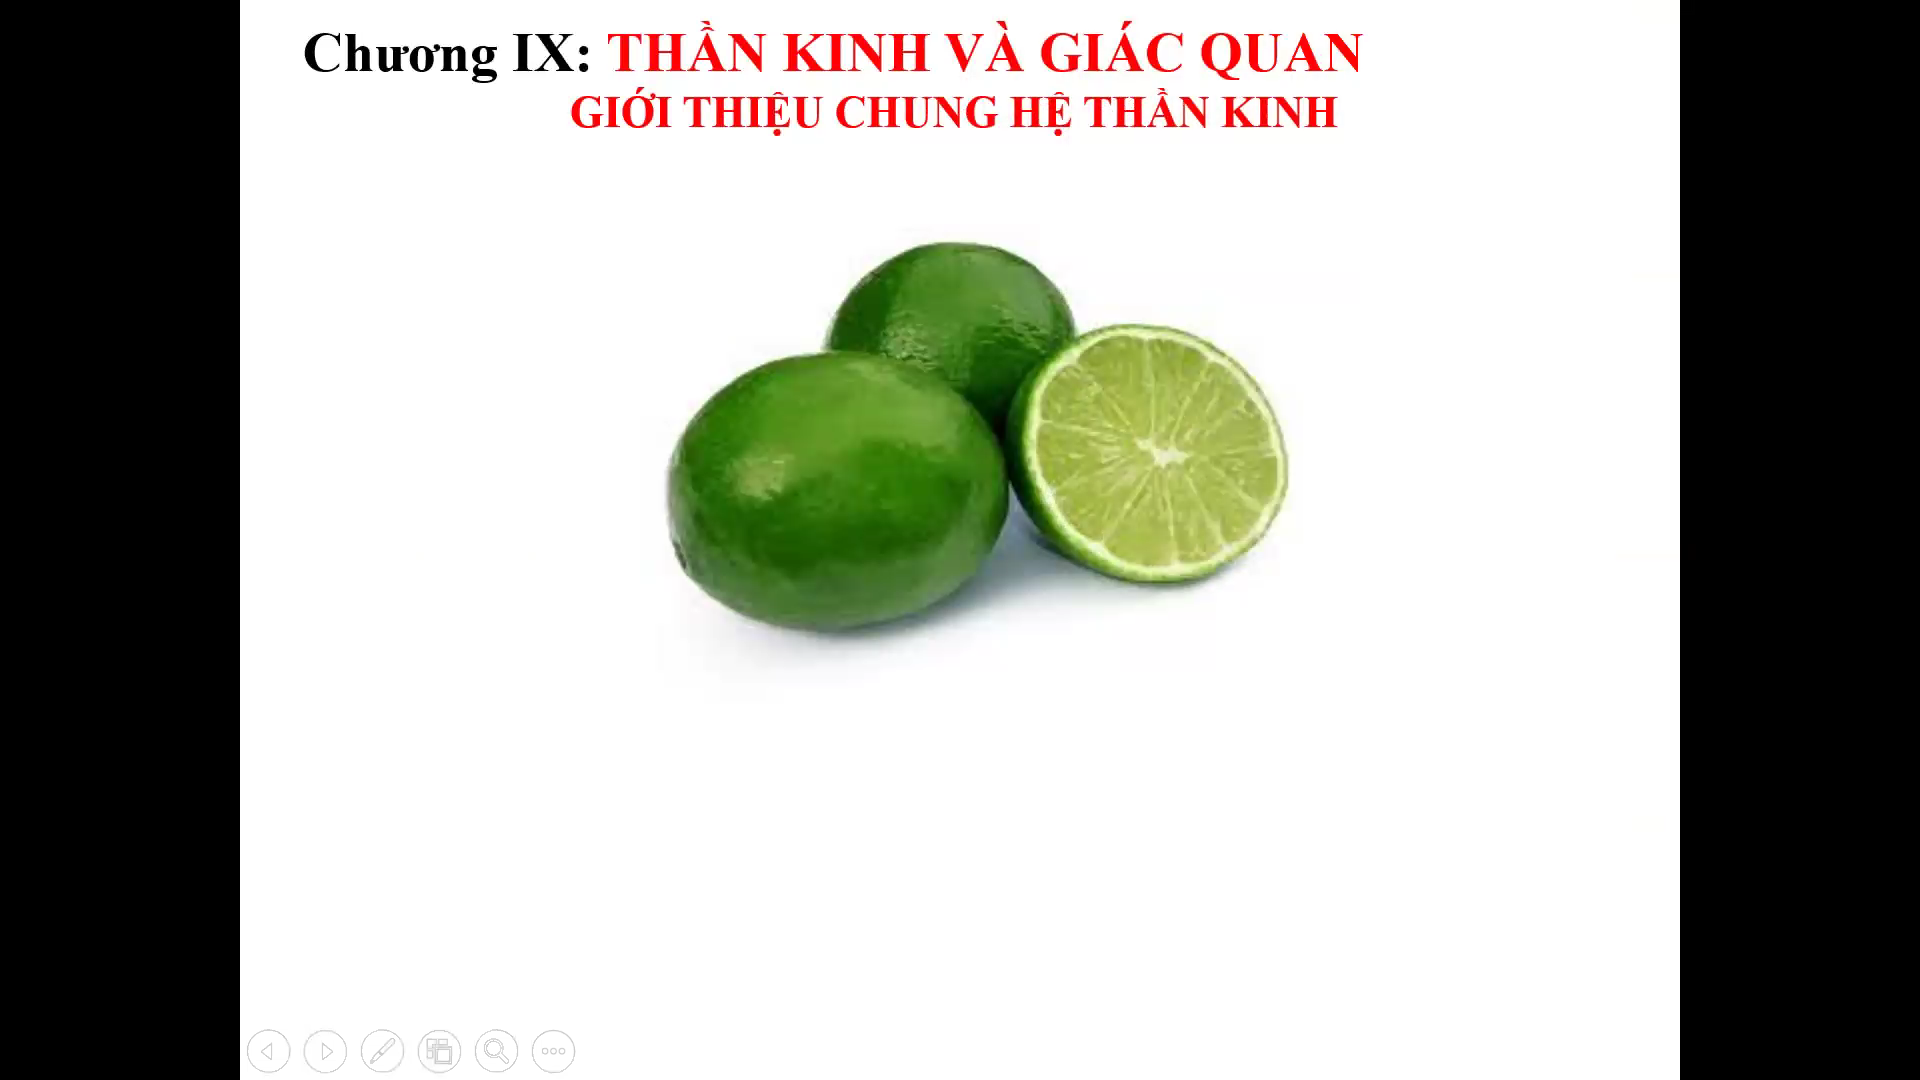 Chương IX: THẦN KINH VÀ GIÁC QUAN
GIỚI THIỆU CHUNG HỆ THẦN KINH